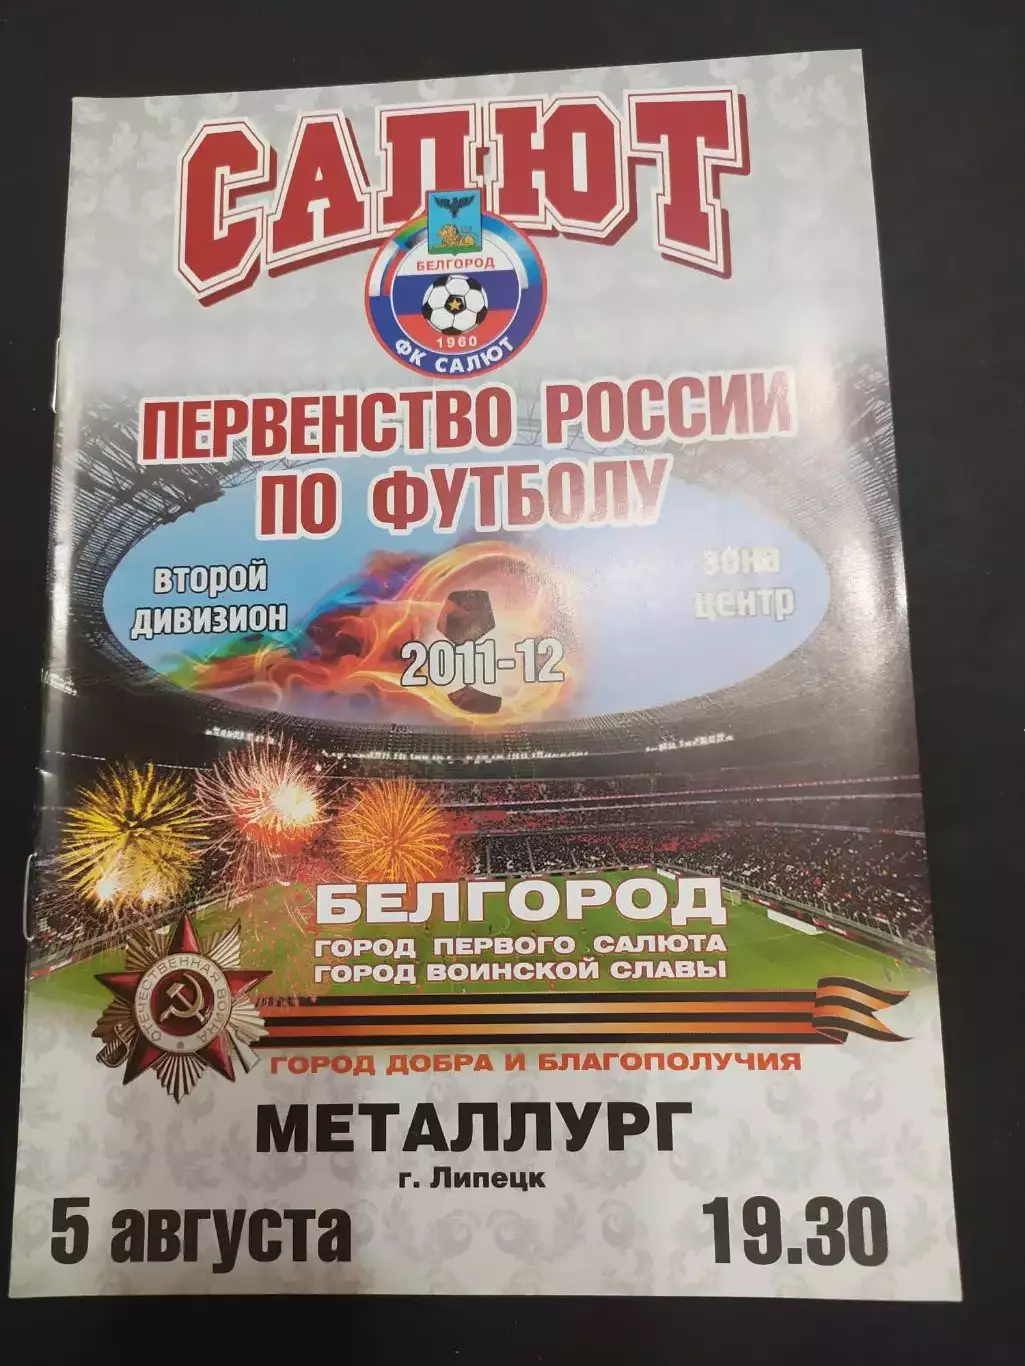 САЛЮТ
БЕЛГОРОД
1960
ФК САЛЮТ
ПЕРВЕНСТВО РОССИИ
ПО ФУТБОЛУ
ВТОРОЙ
ДИВИЗИОН
зона
центр
2011-12
БЕЛГОРОД
ГОРОД ПЕРВОГО САЛЮТА
ГОРОД ВОИНСКОЙ СЛАВЫ
ОТЕЧЕСТВЕННАЯ ВОЙНА
ГОРОД ДОБРА И БЛАГОПОЛУЧИЯ
МЕТАЛЛУРГ
г. Липецк
5 августа
19.30